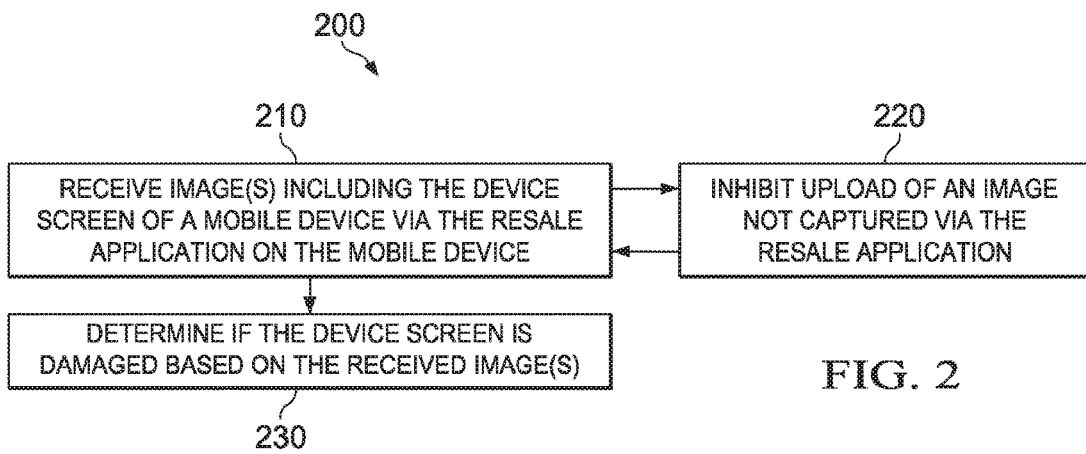 200
210
220
RECEIVE IMAGE(S) INCLUDING THE DEVICE
SCREEN OF A MOBILE DEVICE VIA THE RESALE
APPLICATION ON THE MOBILE DEVICE
INHIBIT UPLOAD OF AN IMAGE
NOT CAPTURED VIA THE
RESALE APPLICATION
DETERMINE IF THE DEVICE SCREEN IS
DAMAGED BASED ON THE RECEIVED IMAGE(S)
FIG. 2
230